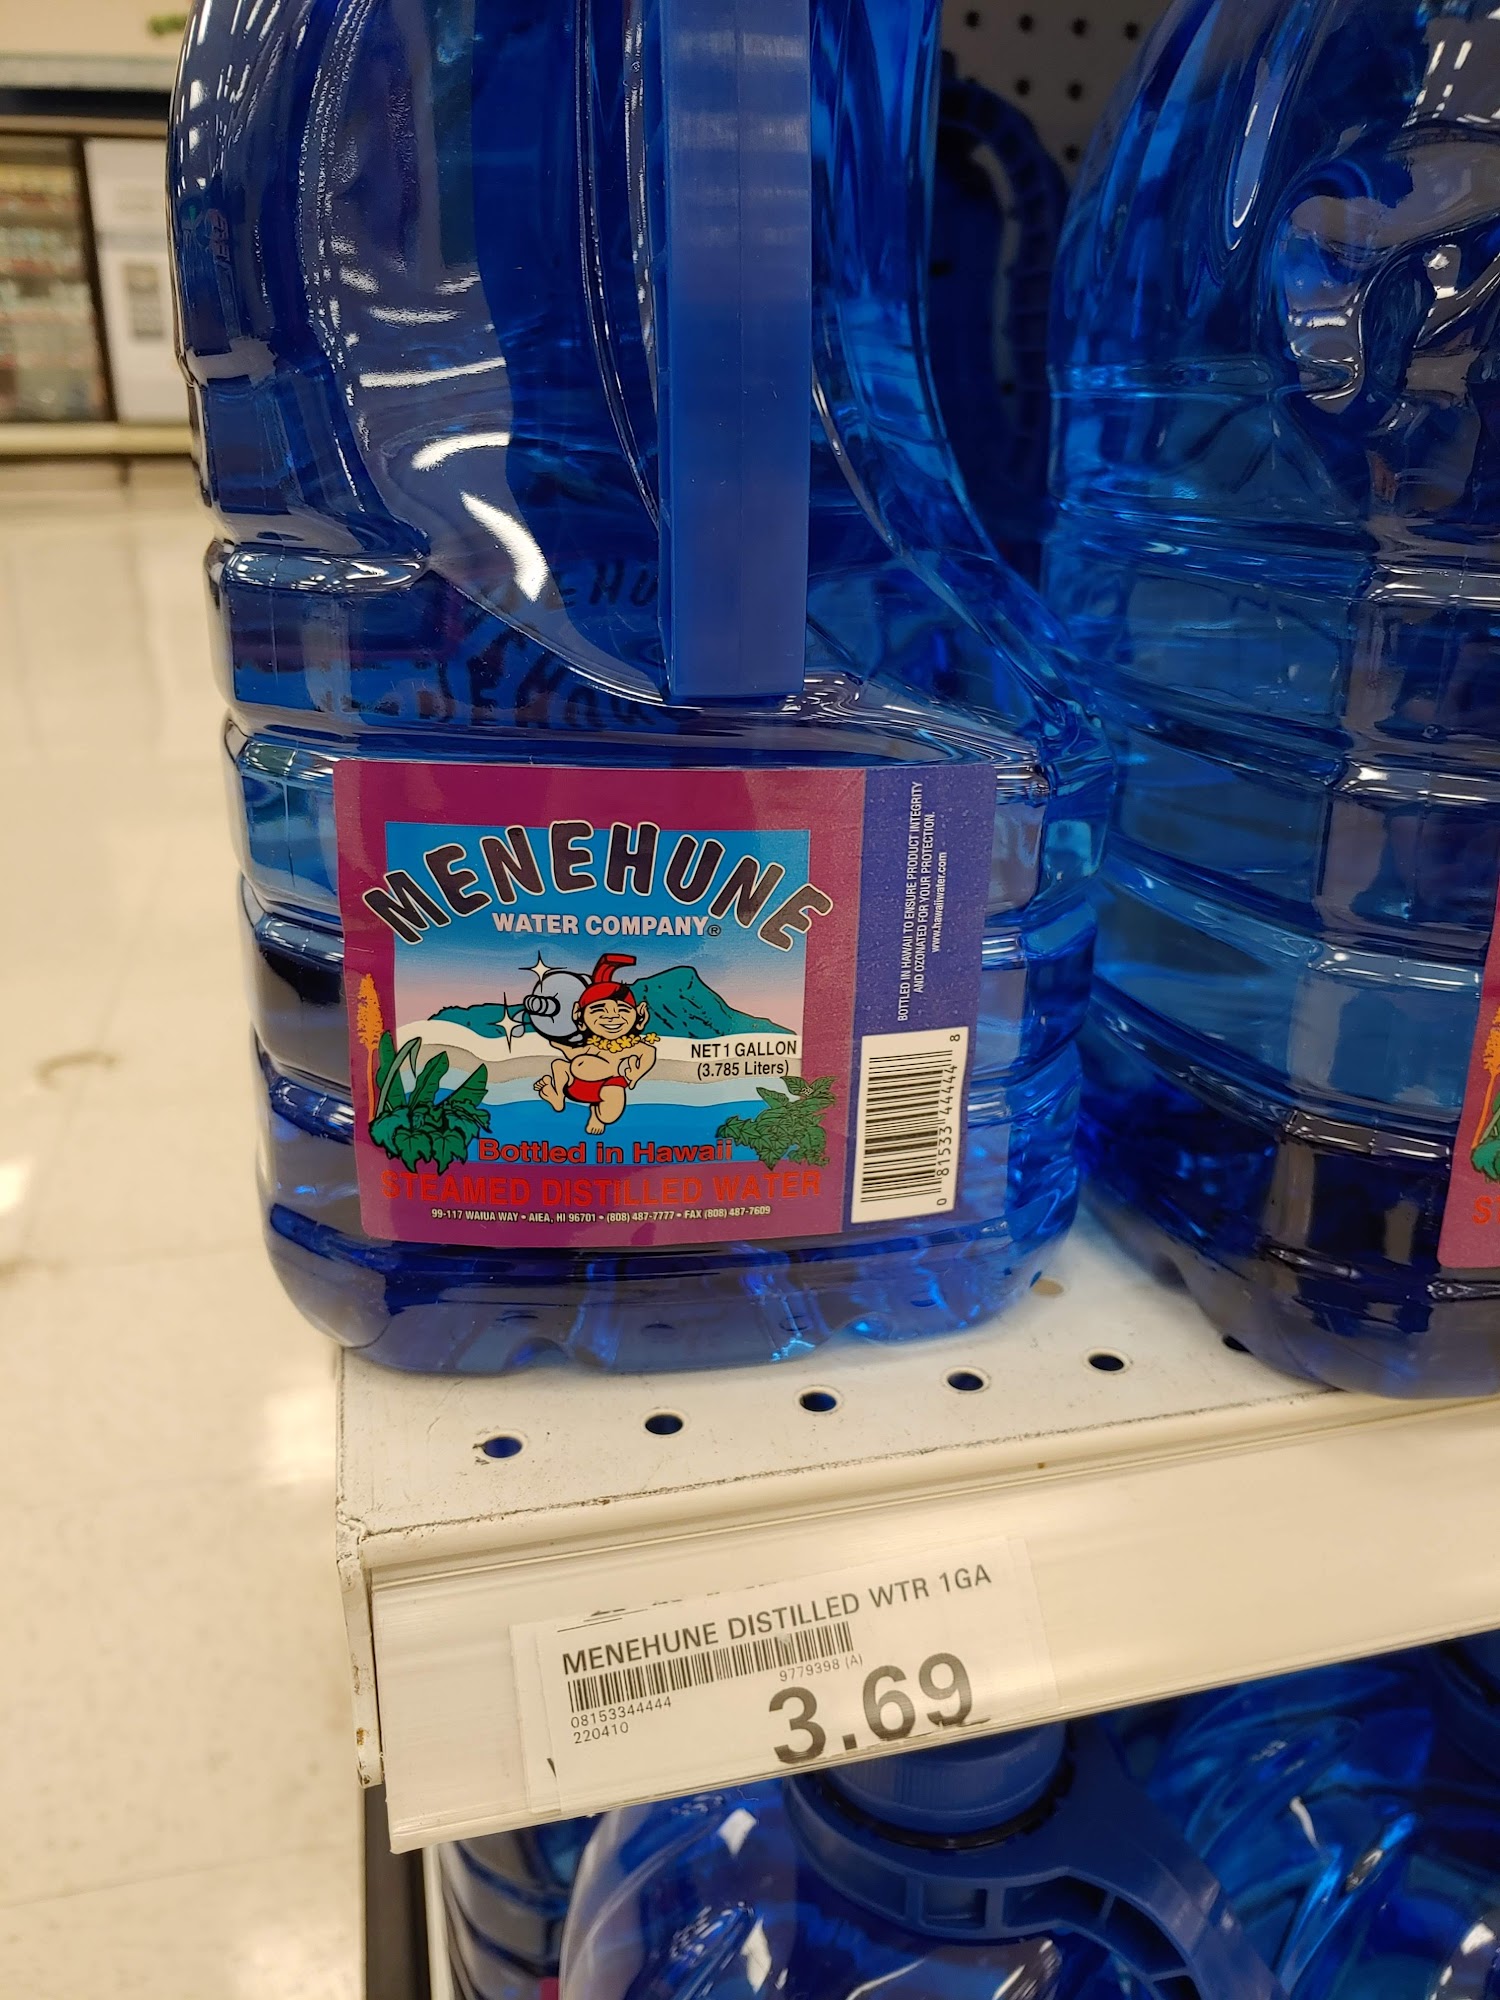 MENEHUNE
WATER COMPANY®
NET 1 GALLON
(3.785 Liters)
Bottled in Hawaii
STEAMED DISTILLED WATER
99-117 WAIUA WAY • AIEA, HI 96701 • (808) 487-7777 • FAX (808) 487-7609
BOTTLED IN HAWAII TO ENSURE PRODUCT INTEGRITY
AND OZONATED FOR YOUR PROTECTION.
www.hawaiiwater.com
0 81533 44444 8
S
MENEHUNE DISTILLED WTR 1GA
9779398 (A)
08153344444
220410
3.69